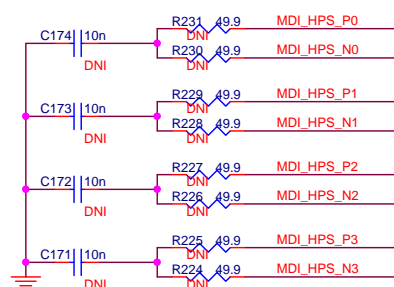 R231 49.9 MDI_HPS_P0
C174 10n DNI
R230 49.9 MDI_HPS_N0
DNI DNI
R229 49.9 MDI_HPS_P1
C173 10n DNI
R228 49.9 MDI_HPS_N1
DNI DNI
R227 49.9 MDI_HPS_P2
C172 10n DNI
R226 49.9 MDI_HPS_N2
DNI DNI
R225 49.9 MDI_HPS_P3
C171 10n DNI
R224 49.9 MDI_HPS_N3
DNI DNI